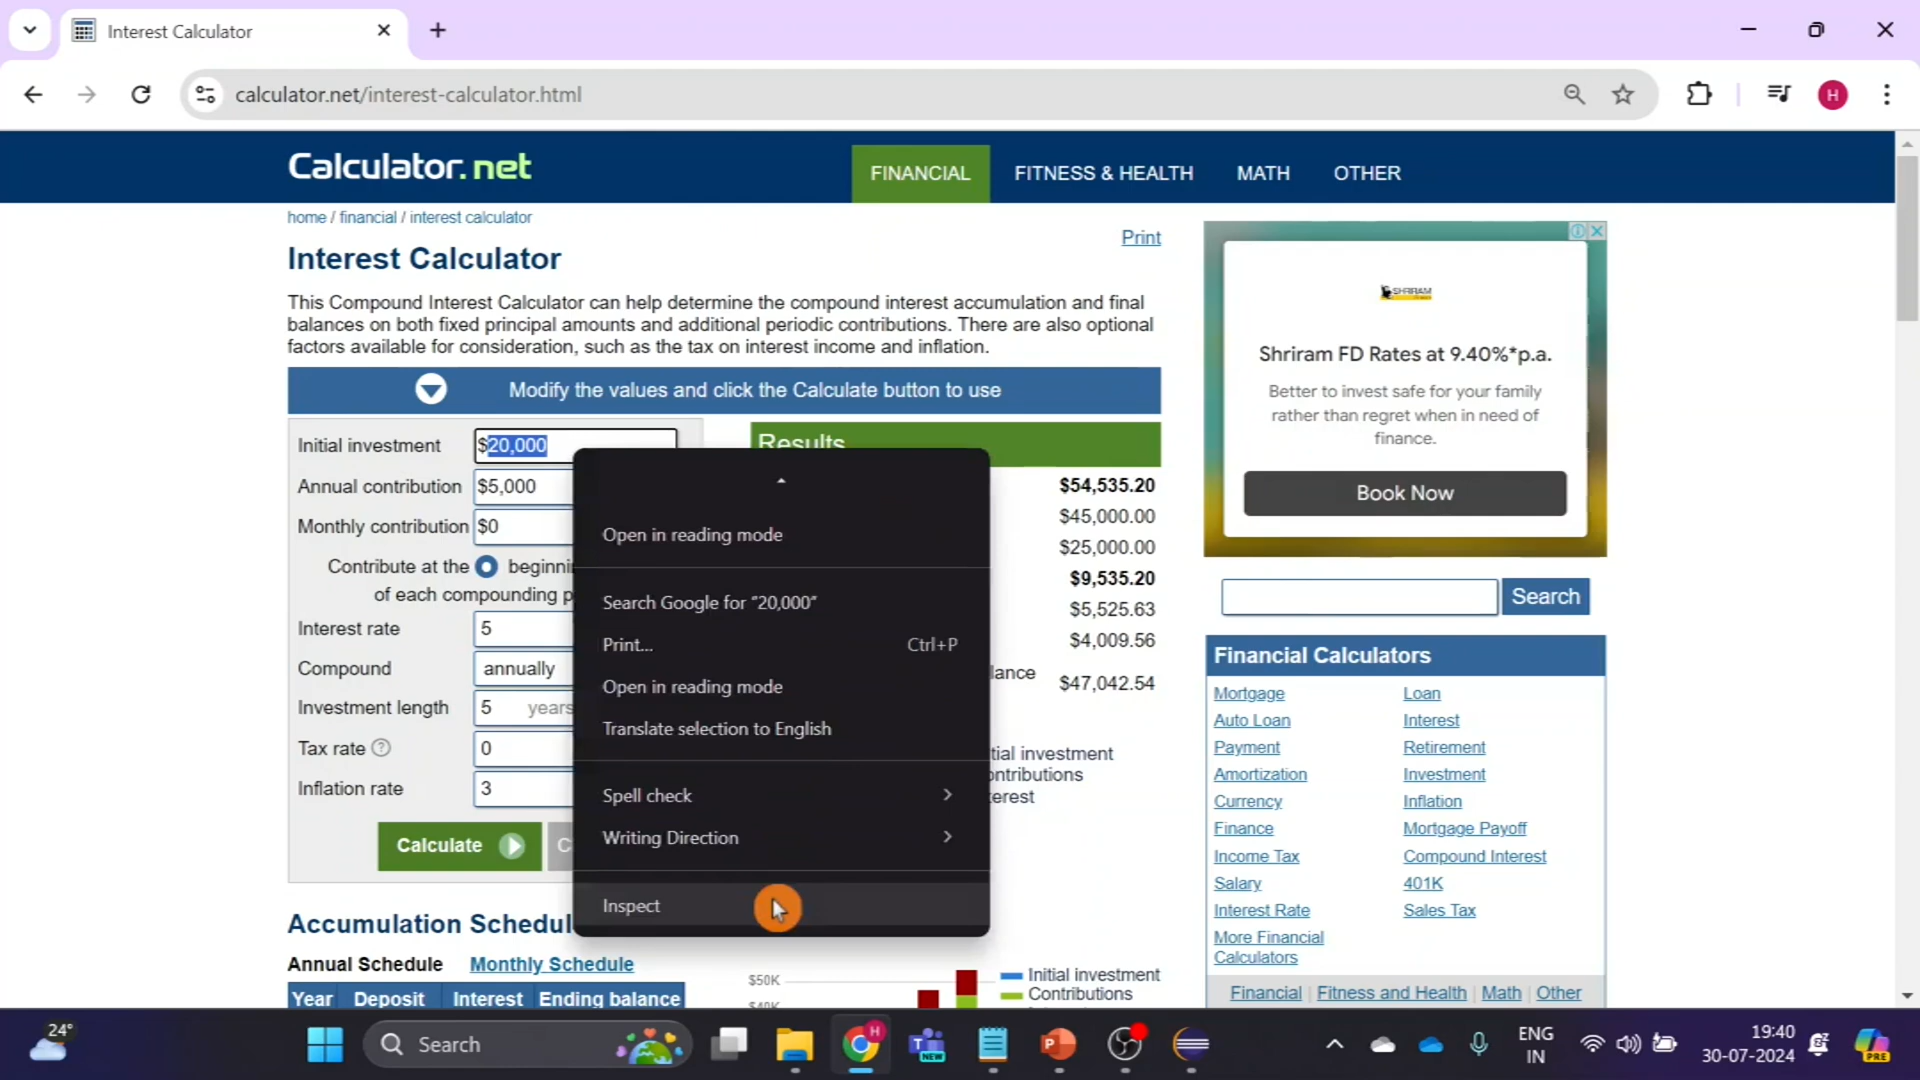 Interest Calculator
calculator.net/interest-calculator.html
H
Calculator.net
FINANCIAL
FITNESS & HEALTH
MATH
OTHER
home / financial / interest calculator
Print
Interest Calculator
This Compound Interest Calculator can help determine the compound interest accumulation and final
balances on both fixed principal amounts and additional periodic contributions. There are also optional
factors available for consideration, such as the tax on interest income and inflation.
Modify the values and click the Calculate button to use
Initial investment $20,000
Annual contribution $5,000
Monthly contribution $0
Contribute at the beginni
of each compounding p
Interest rate 5
Compound annually
Investment length 5 years
Tax rate ? 0
Inflation rate 3
Calculate
C
Results
$54,535.20
$45,000.00
$25,000.00
$9,535.20
$5,525.63
$4,009.56
lance $47,042.54
tial investment
ontributions
terest
Open in reading mode
Search Google for “20,000”
Print... Ctrl+P
Open in reading mode
Translate selection to English
Spell check
Writing Direction
Inspect
Accumulation Schedul
Annual Schedule Monthly Schedule
Year Deposit Interest Ending balance
$50K
Initial investment
Contributions
SHRIRAM
Shriram FD Rates at 9.40%*p.a.
Better to invest safe for your family
rather than regret when in need of
finance.
Book Now
Search
Financial Calculators
Mortgage Loan
Auto Loan Interest
Payment Retirement
Amortization Investment
Currency Inflation
Finance Mortgage Payoff
Income Tax Compound Interest
Salary 401K
Interest Rate Sales Tax
More Financial
Calculators
Financial | Fitness and Health | Math | Other
24°
Search
H
NEW
ENG
IN
19:40
30-07-2024
PRE